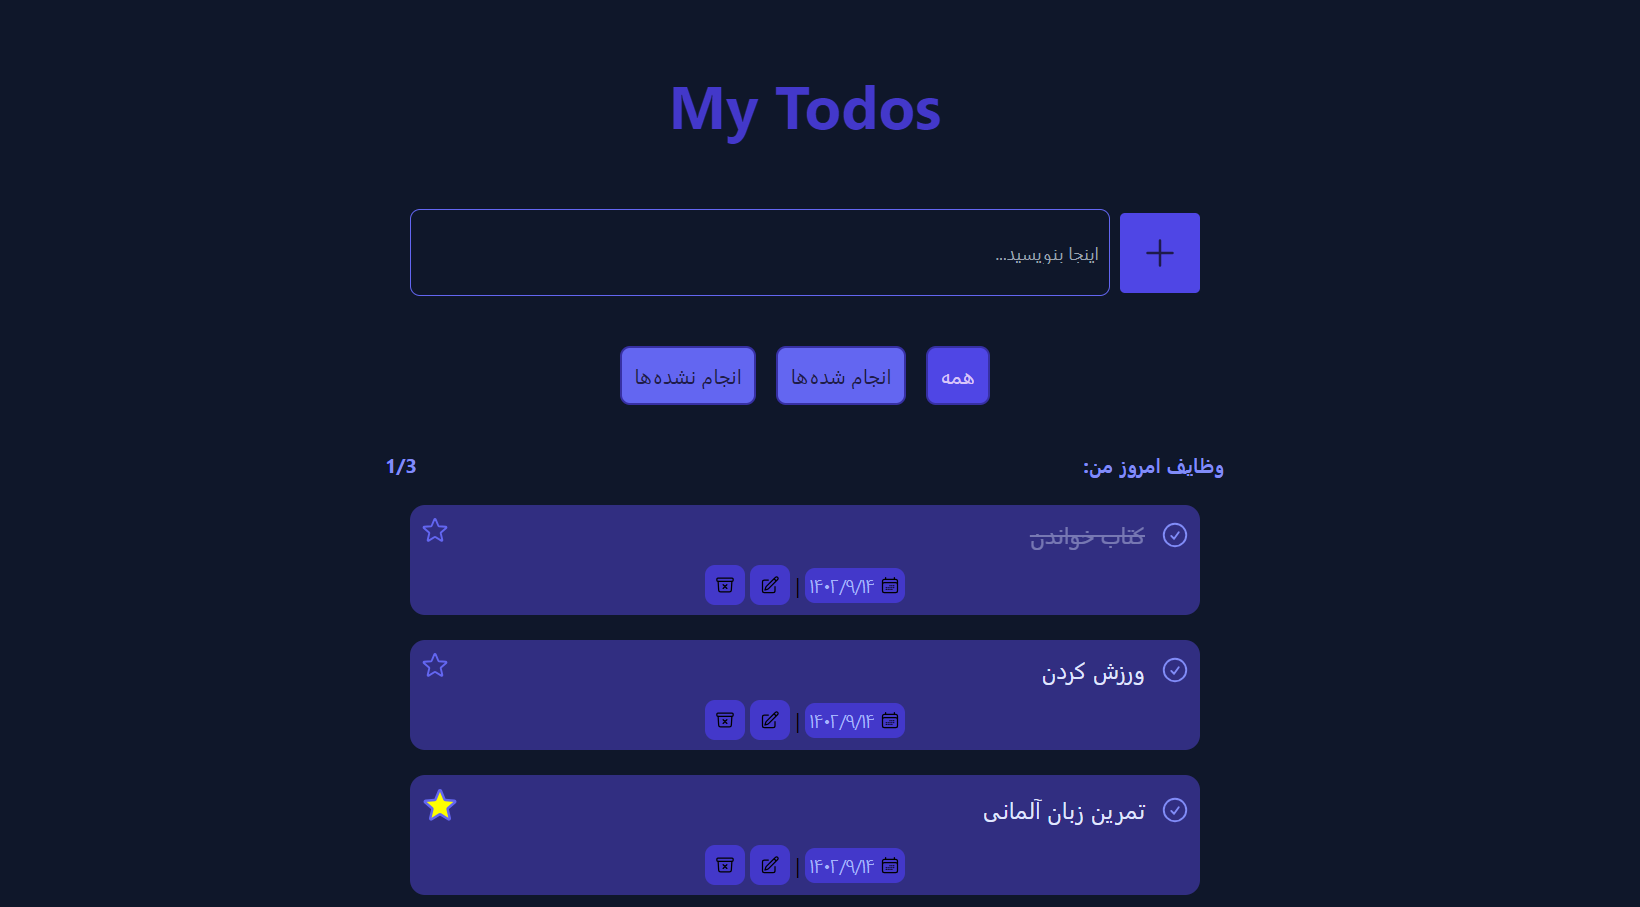 My Todos
اینجا بنویسید...
همه
انجام شده‌ها
انجام نشده‌ها
وظایف امروز من:
1/3
کتاب خواندن
۱۴۰۲/۹/۱۴ |
ورزش کردن
۱۴۰۲/۹/۱۴ |
تمرین زبان آلمانی
۱۴۰۲/۹/۱۴ |